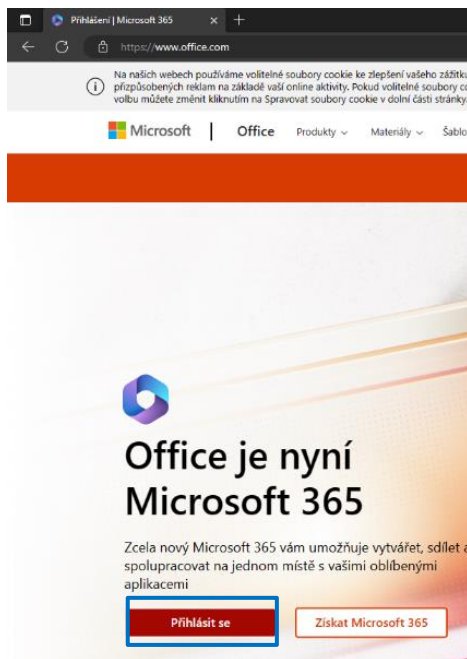 Přihlášení | Microsoft 365
https://www.office.com
Na našich webech používáme volitelné soubory cookie ke zlepšení vašeho zážitku
přizpůsobených reklam na základě vaší online aktivity. Pokud volitelné soubory
volbu můžete změnit kliknutím na Spravovat soubory cookie v dolní části stránky.
Microsoft | Office Produkty Materiály
Office je nyní
Microsoft 365
Zcela nový Microsoft 365 vám umožňuje vytvářet, sdílet a
spolupracovat na jednom místě s vašimi oblíbenými
aplikacemi
Přihlásit se Získat Microsoft 365